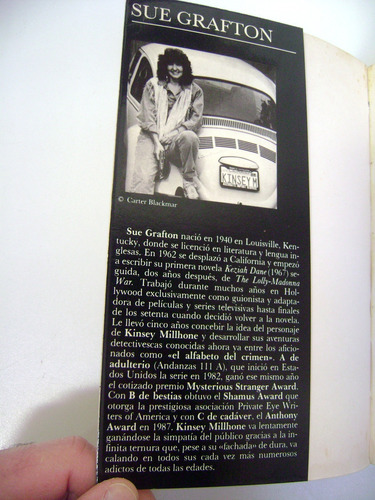 SUE GRAFTON
KINSEY M
© Carter Blackmar
Sue Grafton nació en 1940 en Louisville, Ken-
tucky, donde se licenció en literatura y lengua in-
glesas. En 1962 se desplazó a California y empezó
a escribir su primera novela Keziah Dane (1967) se-
guida, dos años después, de The Lolly-Madonna
War. Trabajó durante muchos años en Hol-
lywood exclusivamente como guionista y adapta-
dora de películas y series televisivas hasta finales
de los setenta cuando decidió volver a la novela.
Le llevó cinco años concebir la idea del personaje
de Kinsey Millhone y desarrollar sus aventuras
detectivescas conocidas ahora ya entre los aficio-
nados como «el alfabeto del crimen». A de
adulterio (Andanzas 111 A), que inició en Esta-
dos Unidos la serie en 1982, ganó ese mismo año
el cotizado premio Mysterious Stranger Award.
Con B de bestias obtuvo el Shamus Award que
otorga la prestigiosa asociación Private Eye Wri-
ters of America y con C de cadáver, el Anthony
Award en 1987. Kinsey Millhone va lentamente
ganándose la simpatía del público gracias a la in-
finita ternura que, pese a su «fachada» de dura, va
calando en todos sus cada vez más numerosos
adictos de todas las edades.